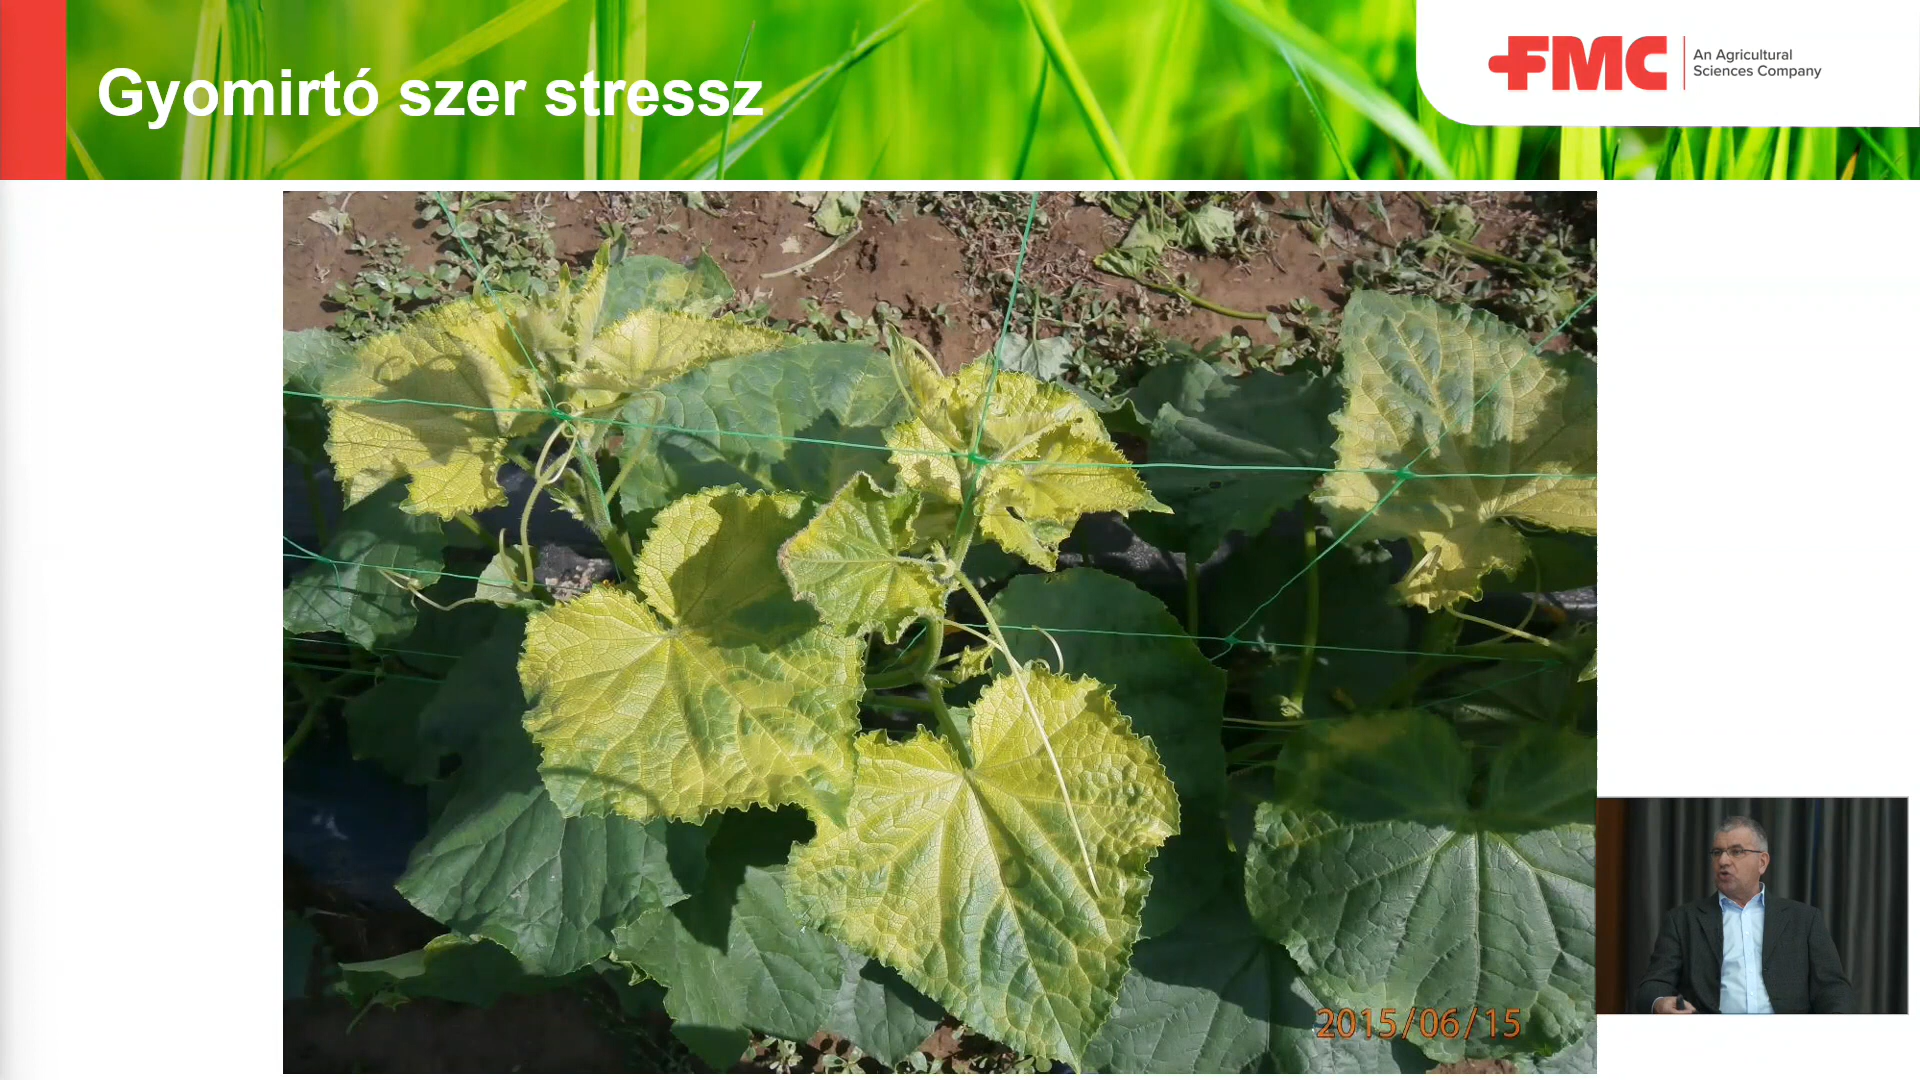 Gyomirtó szer stressz
FMC
An Agricultural
Sciences Company
2015/06/15